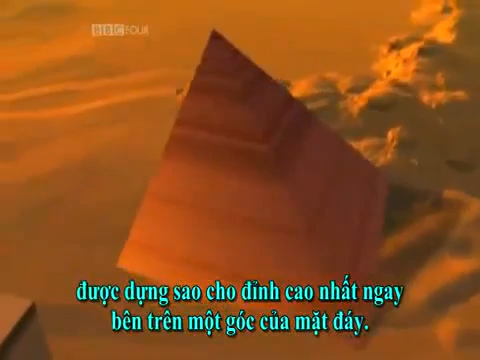 BBC FOUR
được dựng sao cho đỉnh cao nhất ngay
bên trên một góc của mặt đáy.